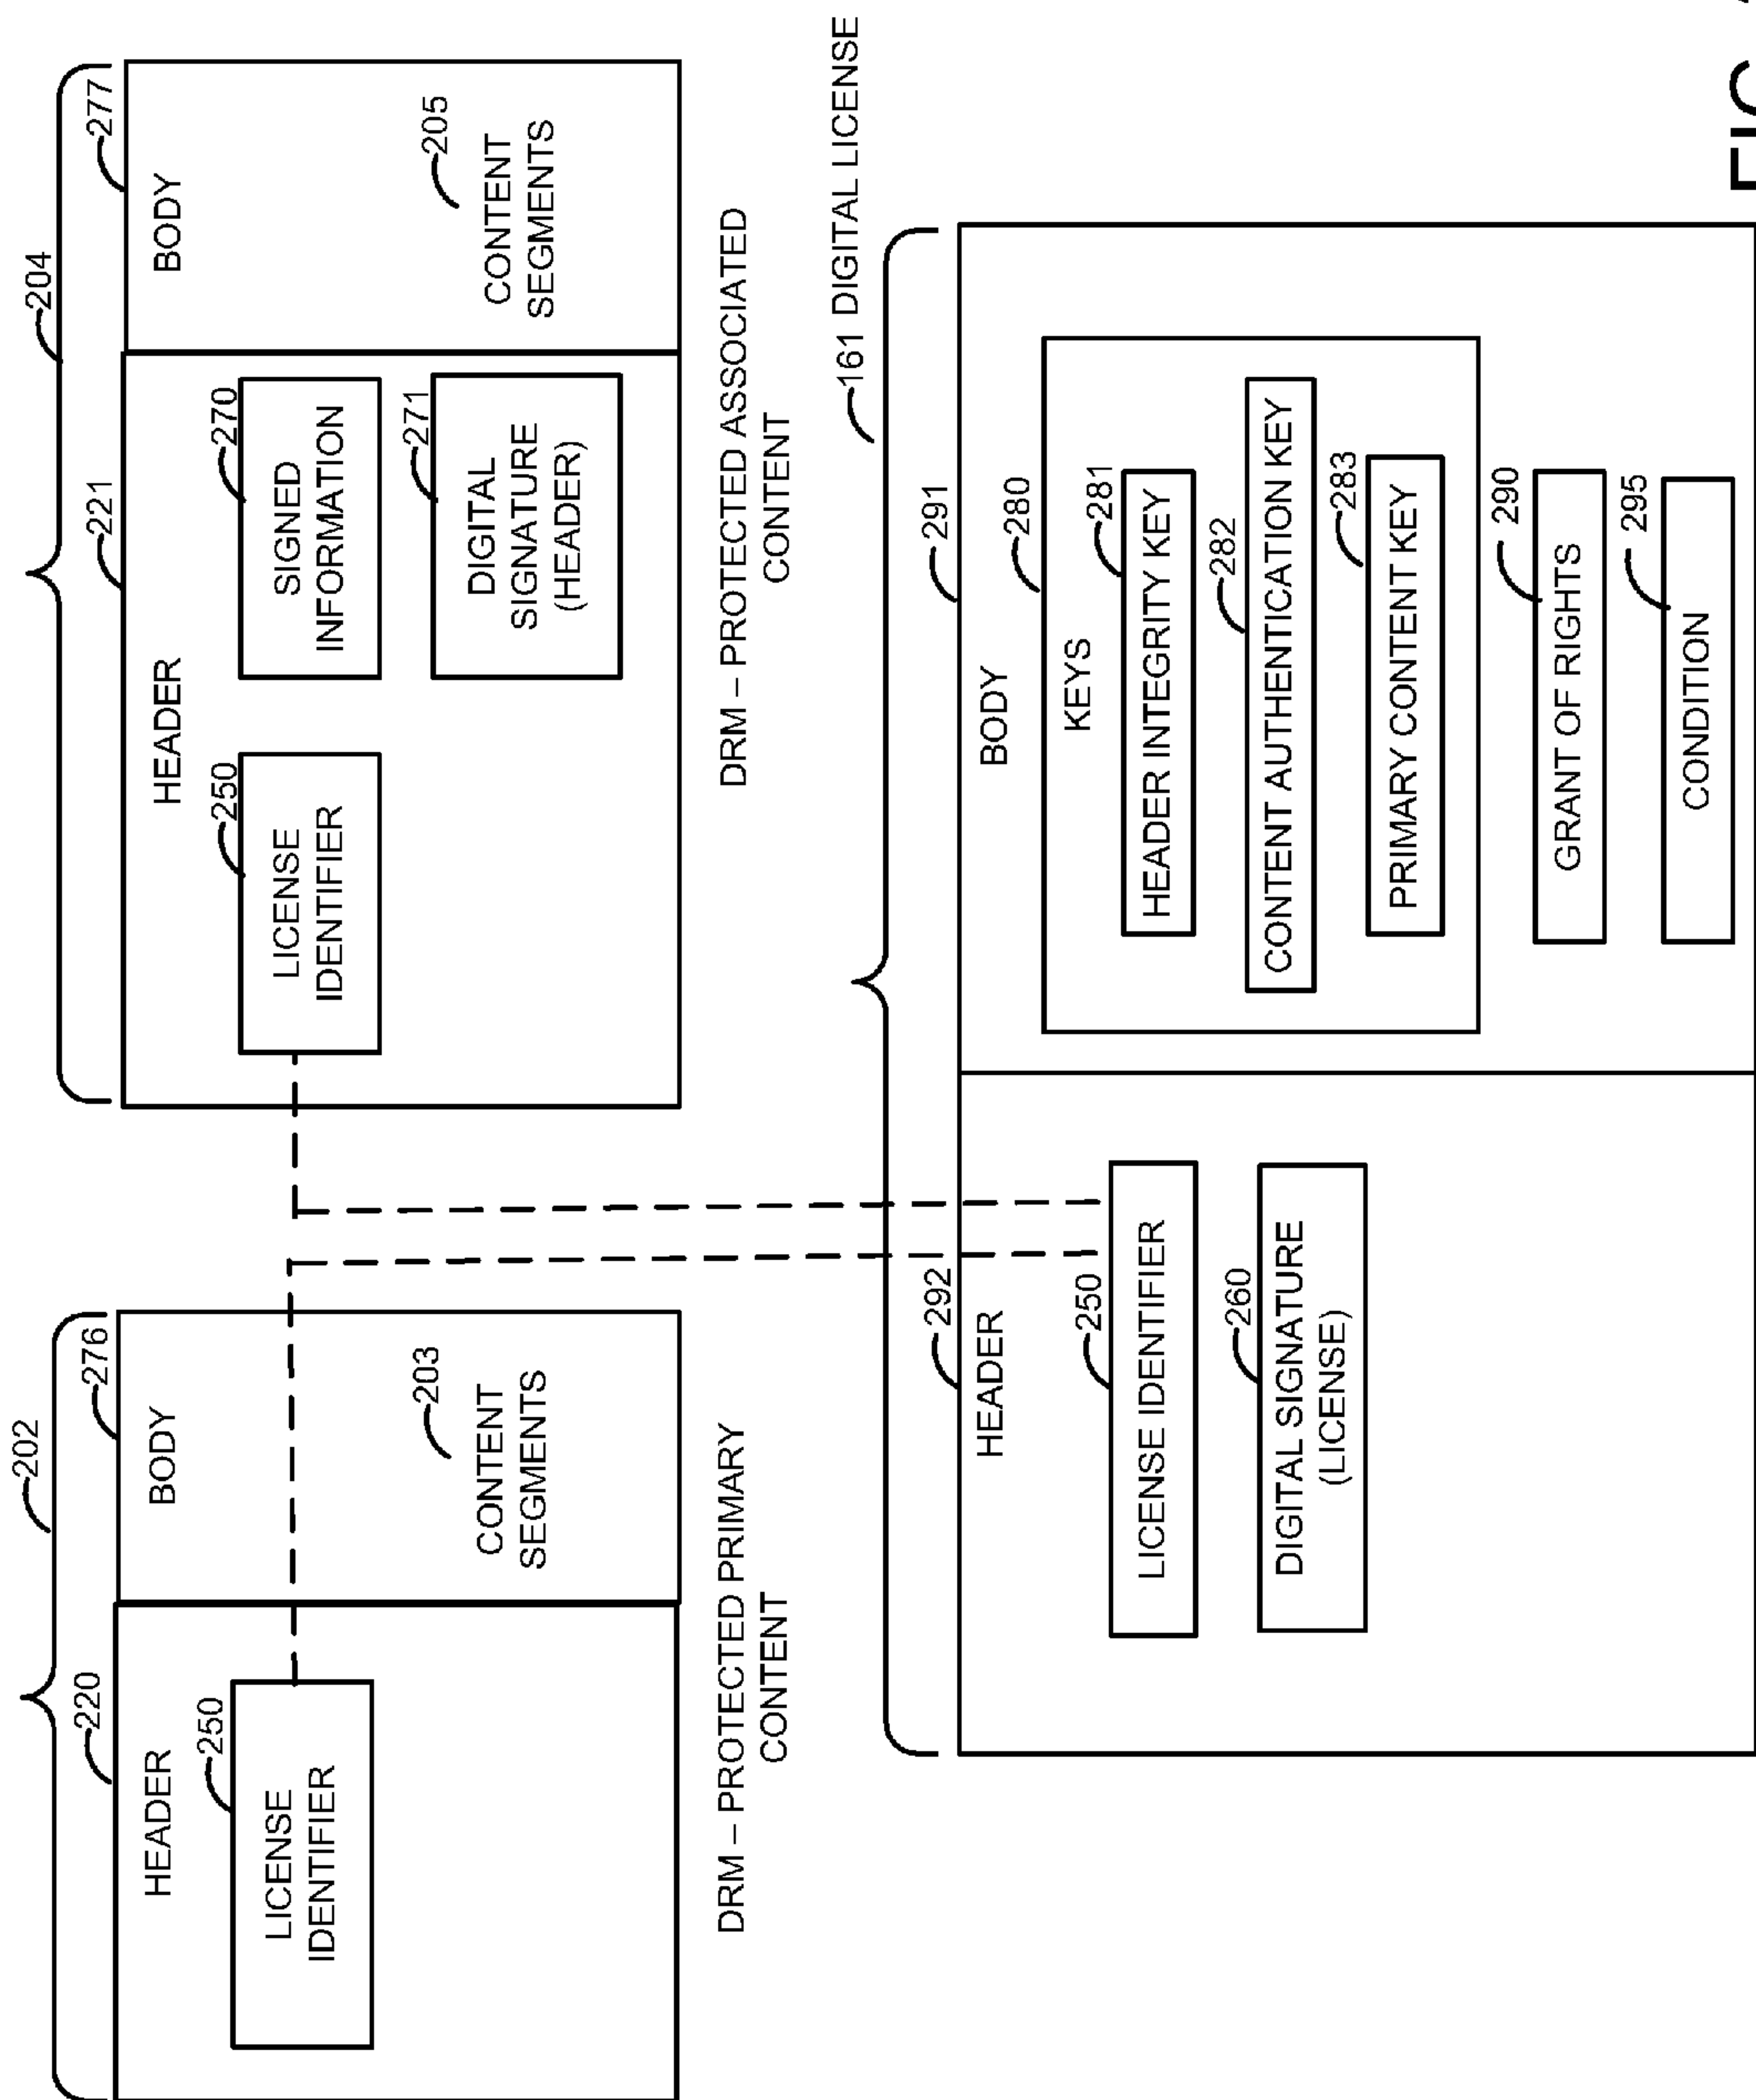 202
220
HEADER
250
LICENSE
IDENTIFIER
276
BODY
203
CONTENT
SEGMENTS
DRM – PROTECTED PRIMARY
CONTENT
204
221
HEADER
250
LICENSE
IDENTIFIER
270
SIGNED
INFORMATION
271
DIGITAL
SIGNATURE
(HEADER)
277
BODY
205
CONTENT
SEGMENTS
DRM – PROTECTED ASSOCIATED
CONTENT
161 DIGITAL LICENSE
292
HEADER
250
LICENSE IDENTIFIER
260
DIGITAL SIGNATURE
(LICENSE)
291
BODY
280
KEYS
281
HEADER INTEGRITY KEY
282
CONTENT AUTHENTICATION KEY
283
PRIMARY CONTENT KEY
290
GRANT OF RIGHTS
295
CONDITION